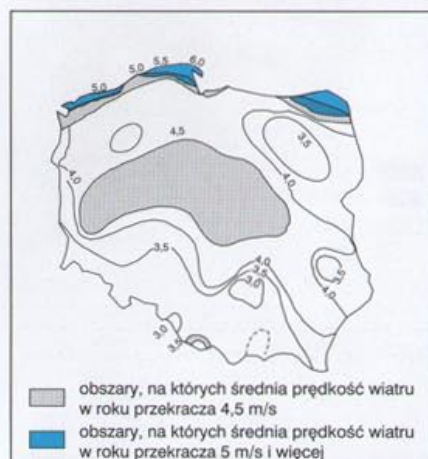 5,0 5,5 6,0
5,0
4,5
3,5
4,0
4,0
3,5
4,0
3,5
3,0
3,5
4,0
3,0
3,5
obszary, na których średnia prędkość wiatru
w roku przekracza 4,5 m/s
obszary, na których średnia prędkość wiatru
w roku przekracza 5 m/s i więcej